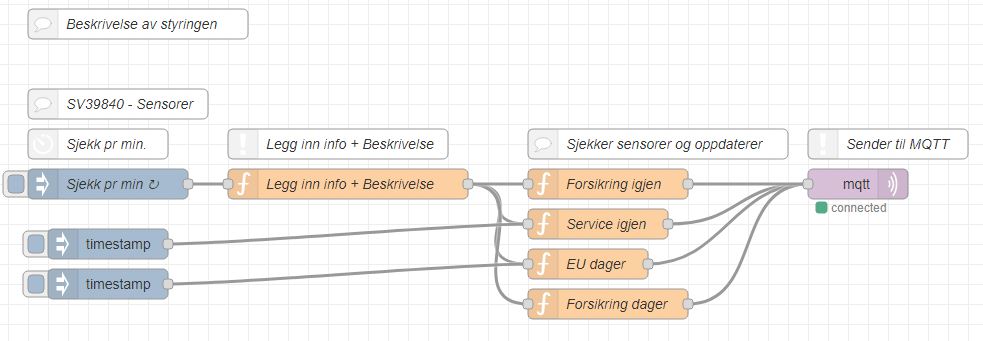 Beskrivelse av styringen
SV39840 - Sensorer
Sjekk pr min.
Legg inn info + Beskrivelse
Sjekker sensorer og oppdaterer
Sender til MQTT
Sjekk pr min ↻
Legg inn info + Beskrivelse
Forsikring igjen
mqtt
connected
Service igjen
timestamp
EU dager
timestamp
Forsikring dager